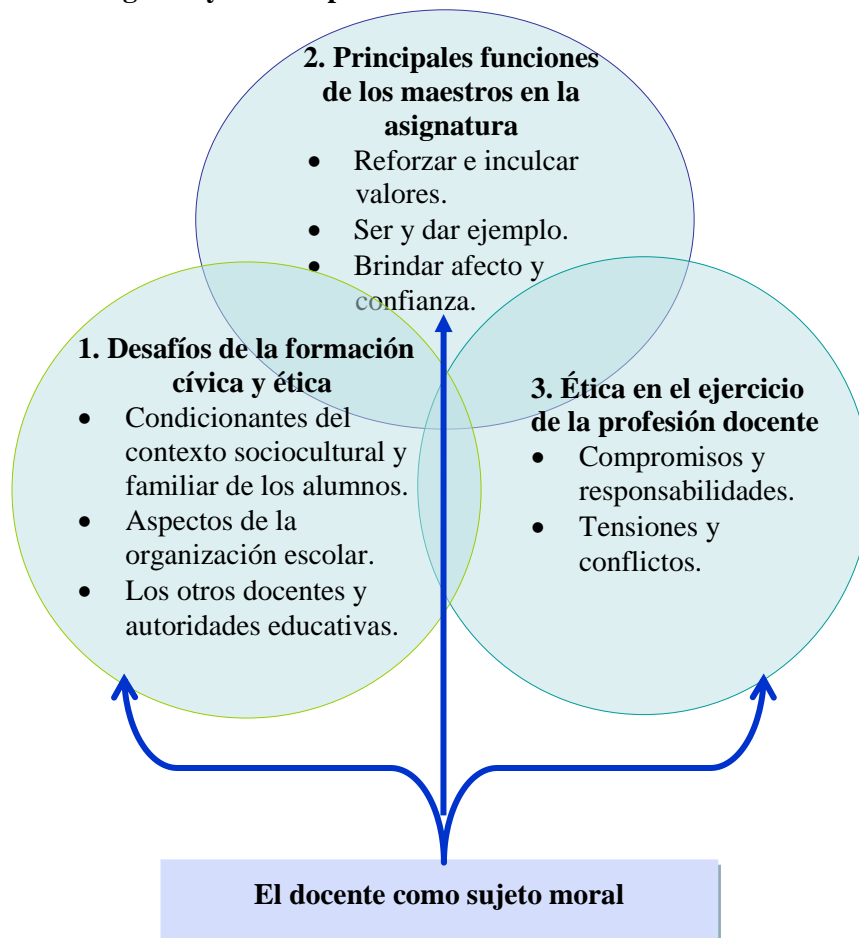 2. Principales funciones
de los maestros en la
asignatura
• Reforzar e inculcar
valores.
• Ser y dar ejemplo.
• Brindar afecto y
confianza.
1. Desafíos de la formación
cívica y ética
• Condicionantes del
contexto sociocultural y
familiar de los alumnos.
• Aspectos de la
organización escolar.
• Los otros docentes y
autoridades educativas.
3. Ética en el ejercicio
de la profesión docente
• Compromisos y
responsabilidades.
• Tensiones y
conflictos.
El docente como sujeto moral